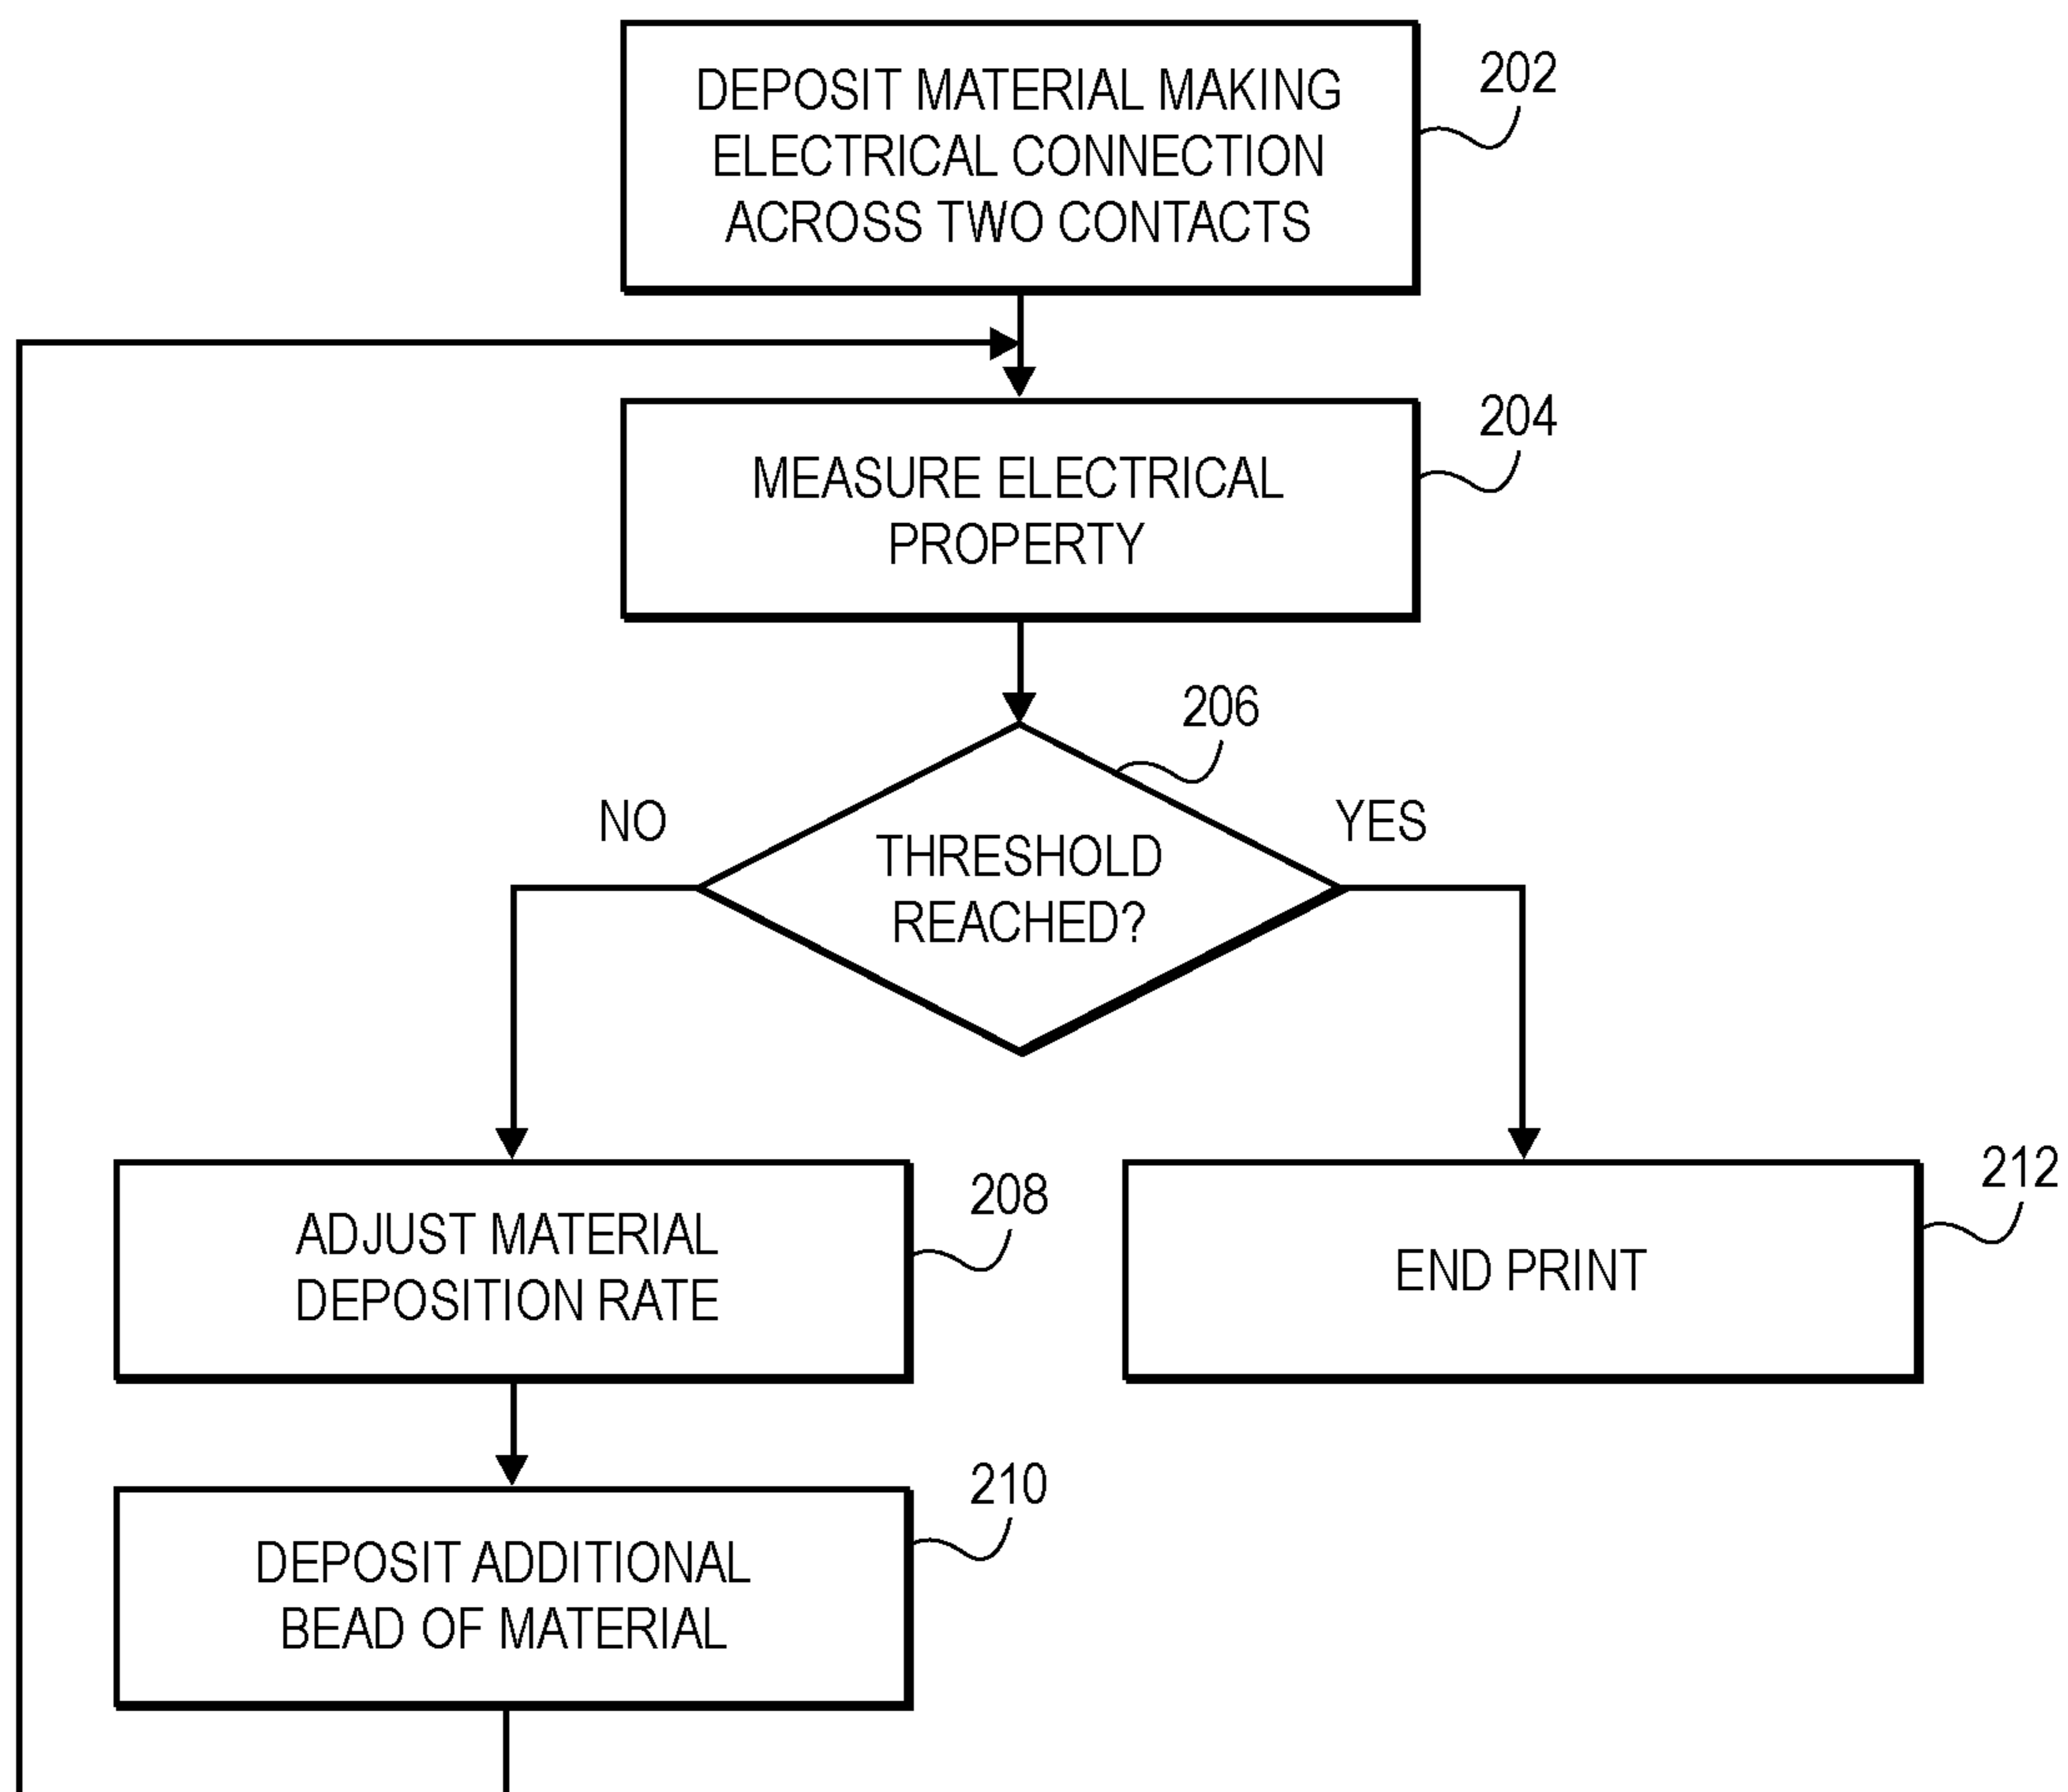 DEPOSIT MATERIAL MAKING
ELECTRICAL CONNECTION
ACROSS TWO CONTACTS
202
MEASURE ELECTRICAL
PROPERTY
204
206
NO
YES
THRESHOLD
REACHED?
ADJUST MATERIAL
DEPOSITION RATE
208
END PRINT
212
DEPOSIT ADDITIONAL
BEAD OF MATERIAL
210